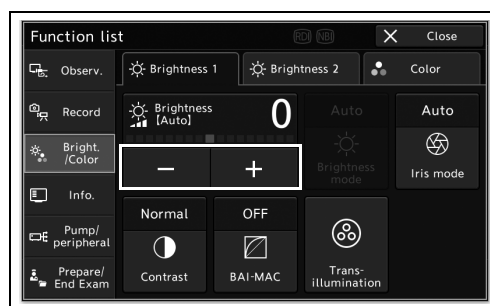 Function list
RDI NBI
Close
Observ.
Record
Bright.
/Color
Info.
Pump/
peripheral
Prepare/
End Exam
Brightness 1
Brightness 2
Color
Brightness
[Auto]
0
Auto
Brightness
mode
Auto
Iris mode
Normal
Contrast
OFF
BAI-MAC
Trans-
illumination